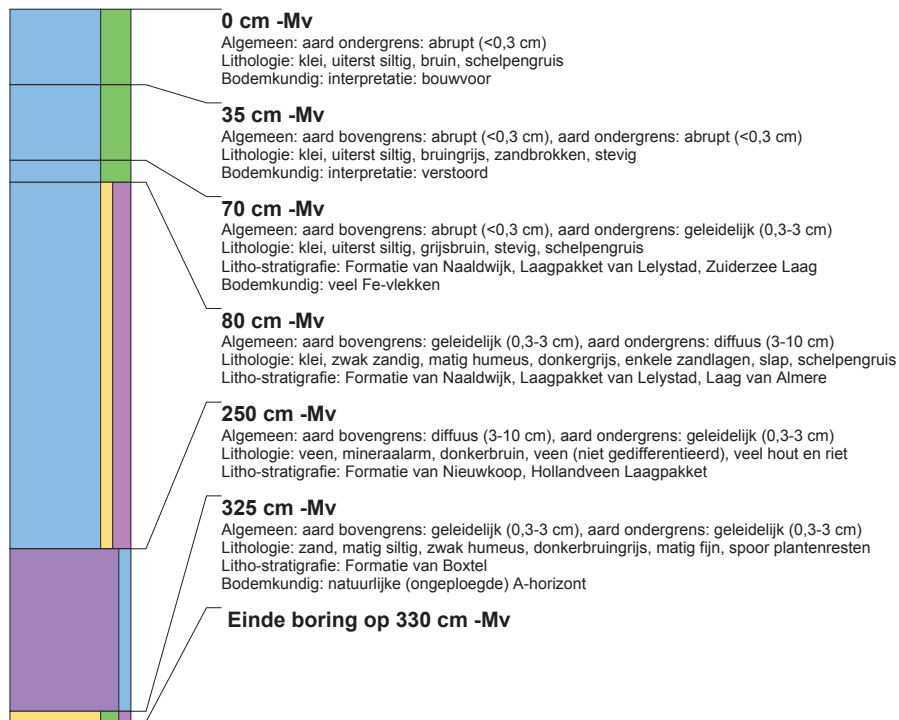 0 cm -Mv
Algemeen: aard ondergrens: abrupt (<0,3 cm)
Lithologie: klei, uiterst siltig, bruin, schelpengruis
Bodemkundig: interpretatie: bouwvoor
35 cm -Mv
Algemeen: aard bovengrens: abrupt (<0,3 cm), aard ondergrens: abrupt (<0,3 cm)
Lithologie: klei, uiterst siltig, bruingrijs, zandbrokken, stevig
Bodemkundig: interpretatie: verstoord
70 cm -Mv
Algemeen: aard bovengrens: abrupt (<0,3 cm), aard ondergrens: geleidelijk (0,3-3 cm)
Lithologie: klei, uiterst siltig, grijsbruin, stevig, schelpengruis
Litho-stratigrafie: Formatie van Naaldwijk, Laagpakket van Lelystad, Zuiderzee Laag
Bodemkundig: veel Fe-vlekken
80 cm -Mv
Algemeen: aard bovengrens: geleidelijk (0,3-3 cm), aard ondergrens: diffuus (3-10 cm)
Lithologie: klei, zwak zandig, matig humeus, donkergrijs, enkele zandlagen, slap, schelpengruis
Litho-stratigrafie: Formatie van Naaldwijk, Laagpakket van Lelystad, Laag van Almere
250 cm -Mv
Algemeen: aard bovengrens: diffuus (3-10 cm), aard ondergrens: geleidelijk (0,3-3 cm)
Lithologie: veen, mineraalarm, donkerbruin, veen (niet gedifferentieerd), veel hout en riet
Litho-stratigrafie: Formatie van Nieuwkoop, Hollandveen Laagpakket
325 cm -Mv
Algemeen: aard bovengrens: geleidelijk (0,3-3 cm), aard ondergrens: geleidelijk (0,3-3 cm)
Lithologie: zand, matig siltig, zwak humeus, donkerbruingrijs, matig fijn, spoor plantenresten
Litho-stratigrafie: Formatie van Boxtel
Bodemkundig: natuurlijke (ongeploegde) A-horizont
Einde boring op 330 cm -Mv